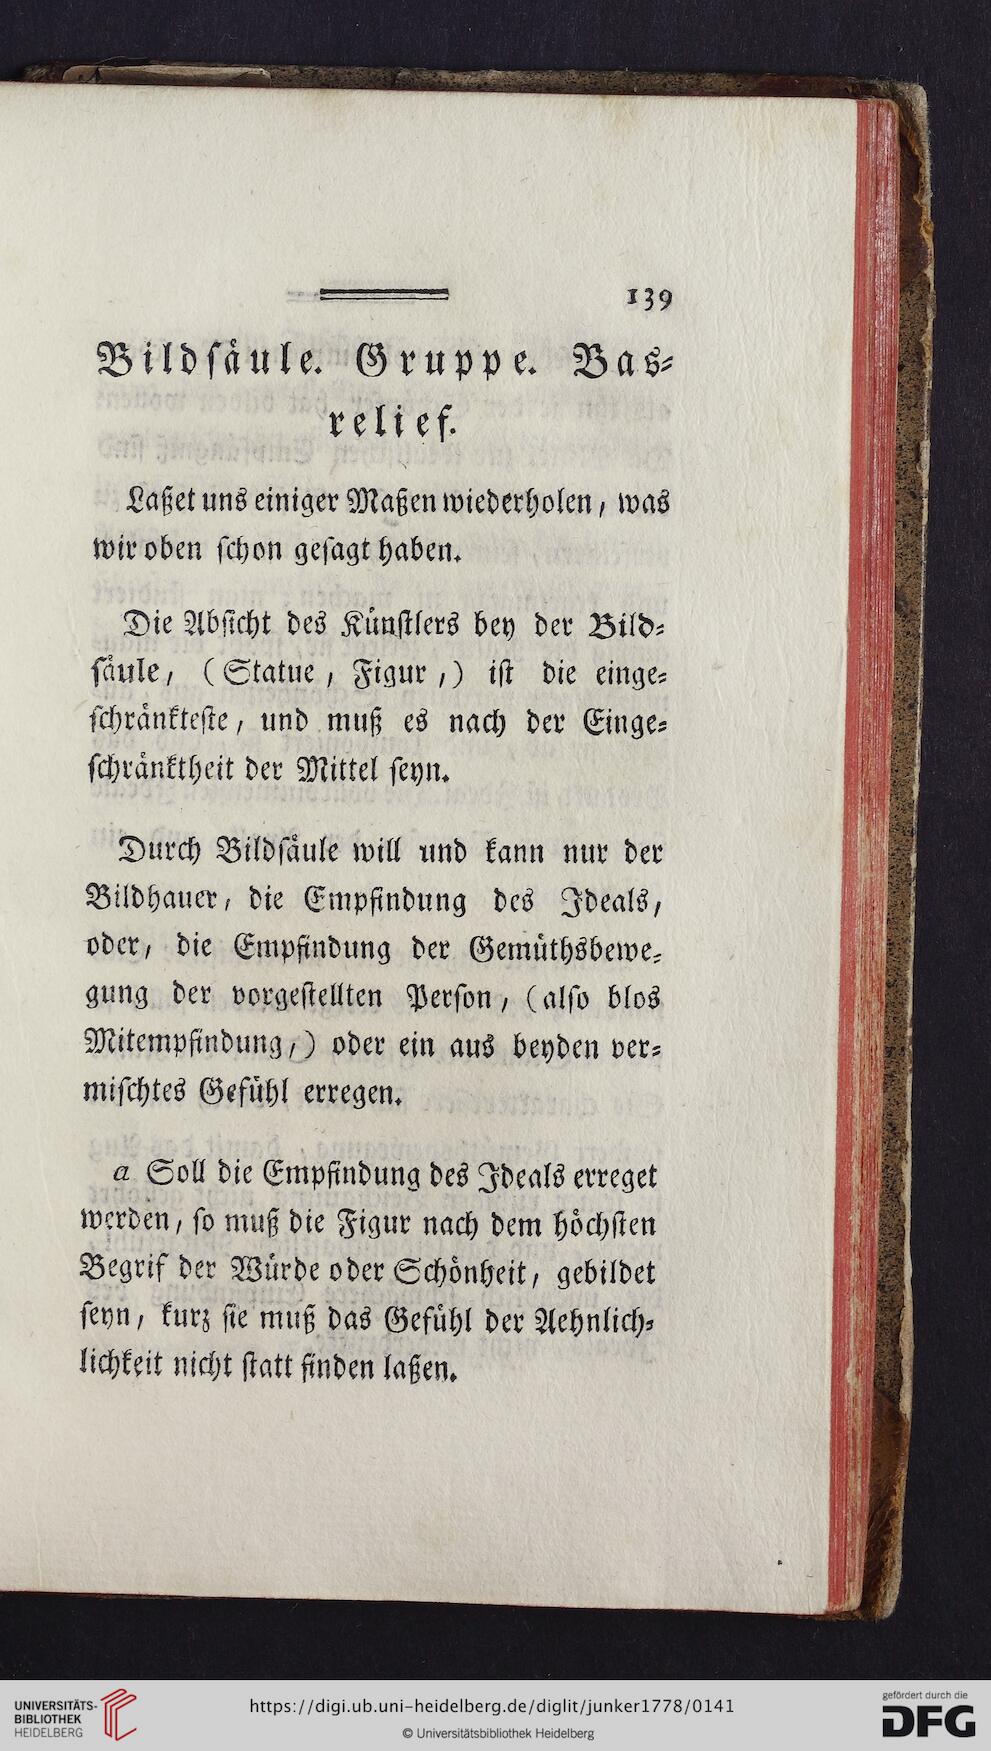 139
Bildſäule. Gruppe. Bas-
relief.
Laßet uns einiger Maßen wiederholen, was
wir oben ſchon geſagt haben.
Die Abſicht des Künſtlers bey der Bild-
ſäule, (Statue, Figur,) iſt die einge-
ſchränkteſte, und muß es nach der Einge-
ſchränktheit der Mittel ſeyn.
Durch Bildſäule will und kann nur der
Bildhauer, die Empfindung des Ideals,
oder, die Empfindung der Gemüthsbewe-
gung der vorgeſtellten Perſon, (alſo blos
Mitempfindung,) oder ein aus beyden ver-
miſchtes Gefühl erregen.
a Soll die Empfindung des Ideals erreget
werden, ſo muß die Figur nach dem höchſten
Begrif der Würde oder Schönheit, gebildet
ſeyn, kurz ſie muß das Gefühl der Aehnlich-
lichkeit nicht ſtatt finden laßen.
UNIVERSITÄTS-
BIBLIOTHEK
HEIDELBERG
https://digi.ub.uni-heidelberg.de/diglit/junker1778/0141
© Universitätsbibliothek Heidelberg
gefördert durch die
DFG